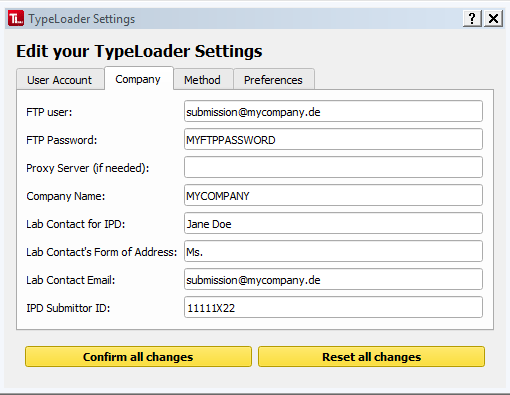 TL TypeLoader Settings ?
Edit your TypeLoader Settings
User Account Company Method Preferences
FTP user: submission@mycompany.de
FTP Password: MYFTPPASSWORD
Proxy Server (if needed):
Company Name: MYCOMPANY
Lab Contact for IPD: Jane Doe
Lab Contact's Form of Address: Ms.
Lab Contact Email: submission@mycompany.de
IPD Submittor ID: 11111X22
Confirm all changes Reset all changes